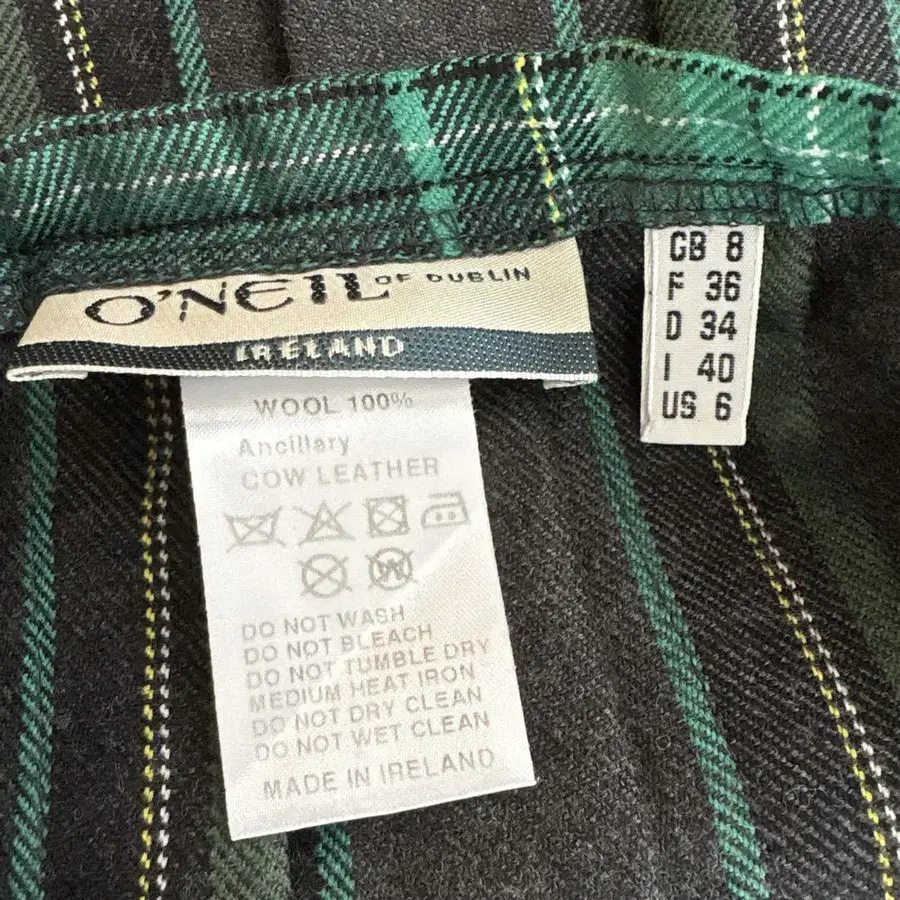 O'NEIL OF DUBLIN
IRELAND
GB 8
F 36
D 34
I 40
US 6
WOOL 100%
Ancillary
COW LEATHER
W
DO NOT WASH
DO NOT BLEACH
DO NOT TUMBLE DRY
MEDIUM HEAT IRON
DO NOT DRY CLEAN
DO NOT WET CLEAN
MADE IN IRELAND